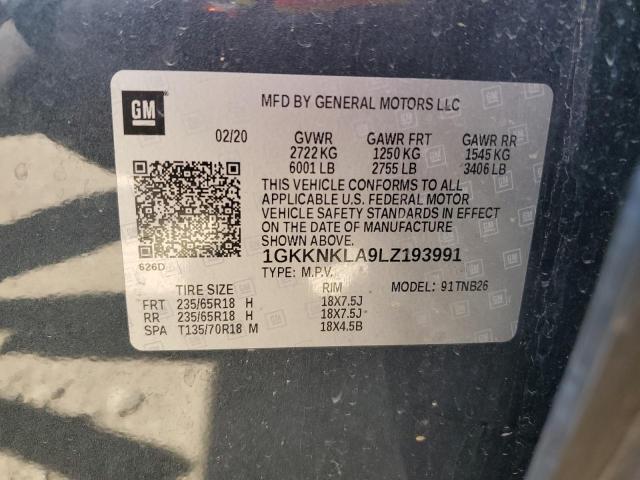 GM
MFD BY GENERAL MOTORS LLC
02/20 GVWR GAWR FRT GAWR RR
2722 KG 1250 KG 1545 KG
6001 LB 2755 LB 3406 LB
THIS VEHICLE CONFORMS TO ALL
APPLICABLE U.S. FEDERAL MOTOR
VEHICLE SAFETY STANDARDS IN EFFECT
ON THE DATE OF MANUFACTURE
SHOWN ABOVE.
626D 1GKKNKLA9LZ193991
TYPE: M.P.V.
TIRE SIZE RIM MODEL: 91TNB26
FRT 235/65R18 H 18X7.5J
RR 235/65R18 H 18X7.5J
SPA T135/70R18 M 18X4.5B